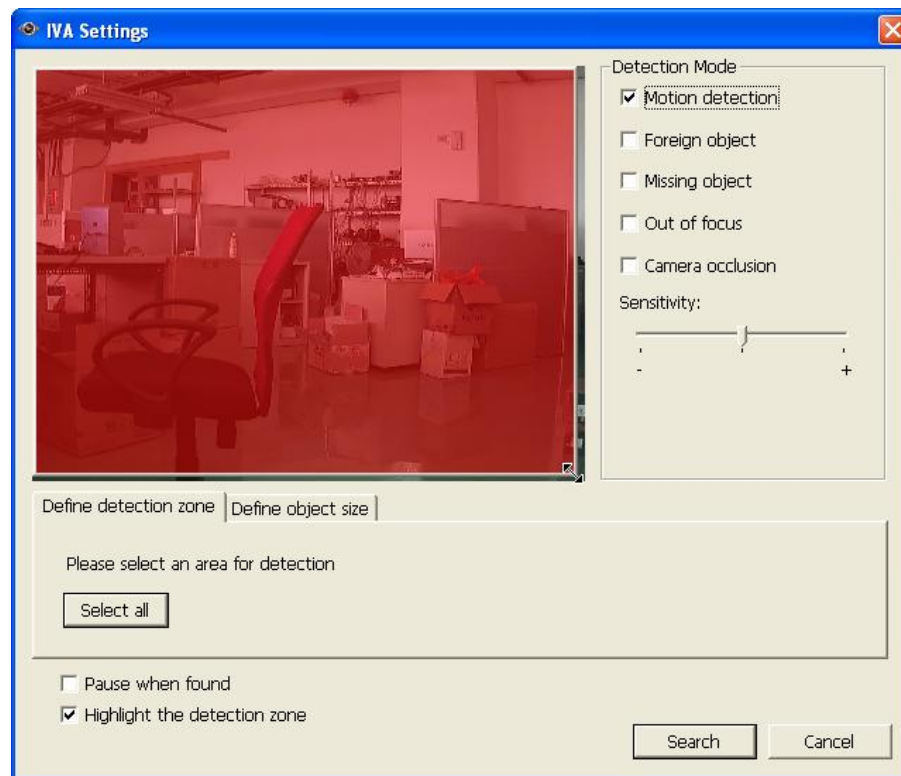 IVA Settings
Detection Mode
Motion detection
Foreign object
Missing object
Out of focus
Camera occlusion
Sensitivity:
- +
Define detection zone Define object size
Please select an area for detection
Select all
Pause when found
Highlight the detection zone
Search Cancel